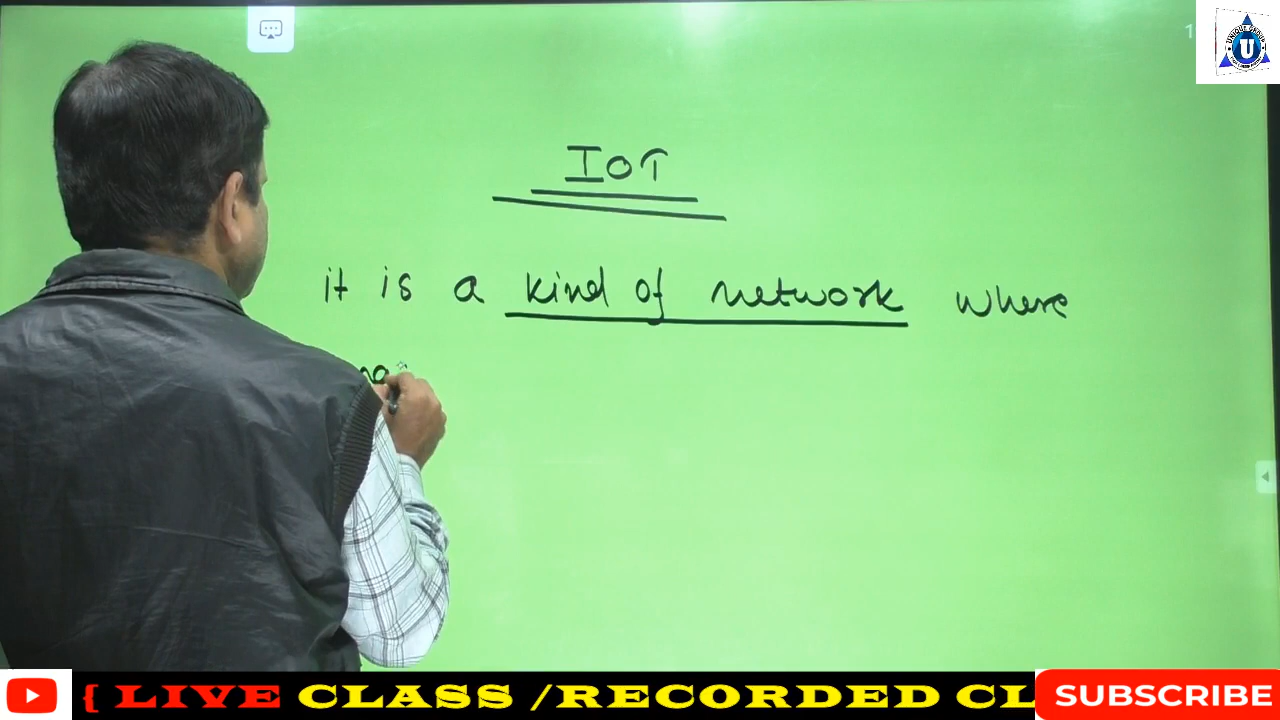 IOT
it is a kind of network where
{ LIVE CLASS /RECORDED CL
SUBSCRIBE
U